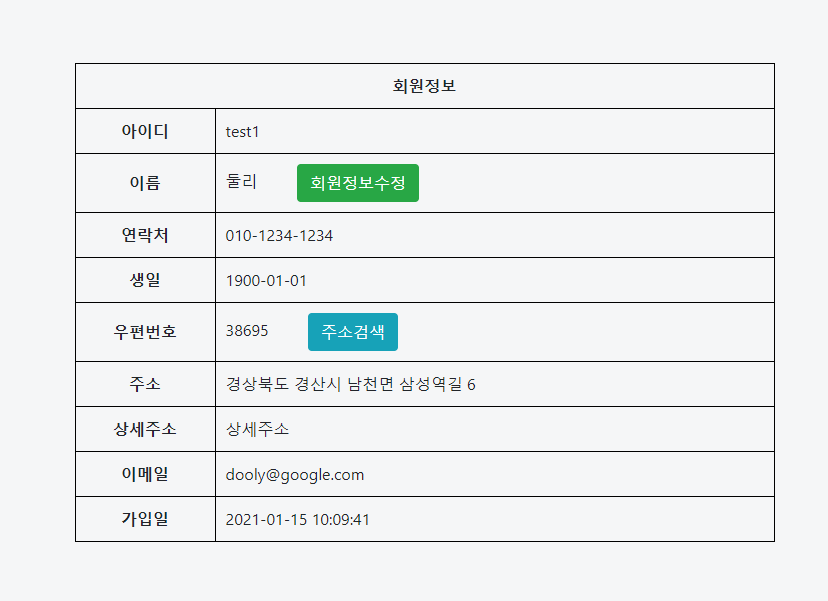 회원정보
아이디 test1
이름 둘리 회원정보수정
연락처 010-1234-1234
생일 1900-01-01
우편번호 38695 주소검색
주소 경상북도 경산시 남천면 삼성역길 6
상세주소 상세주소
이메일 dooly@google.com
가입일 2021-01-15 10:09:41